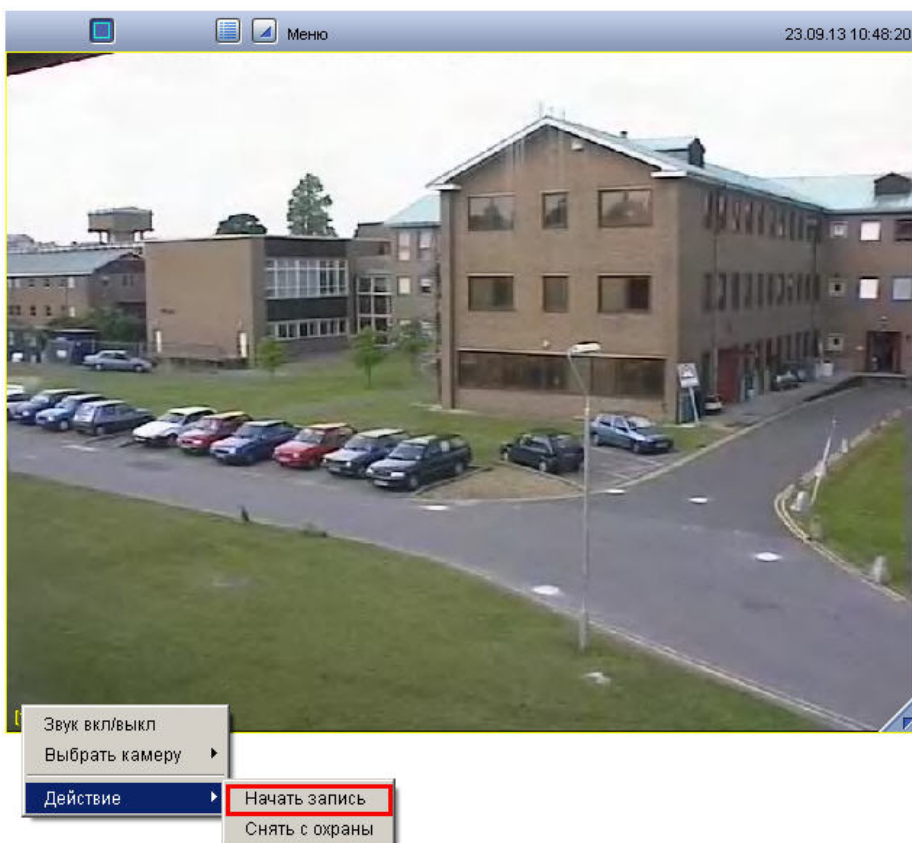 Меню
23.09.13 10:48:20
Звук вкл/выкл
Выбрать камеру
Действие
Начать запись
Снять с охраны